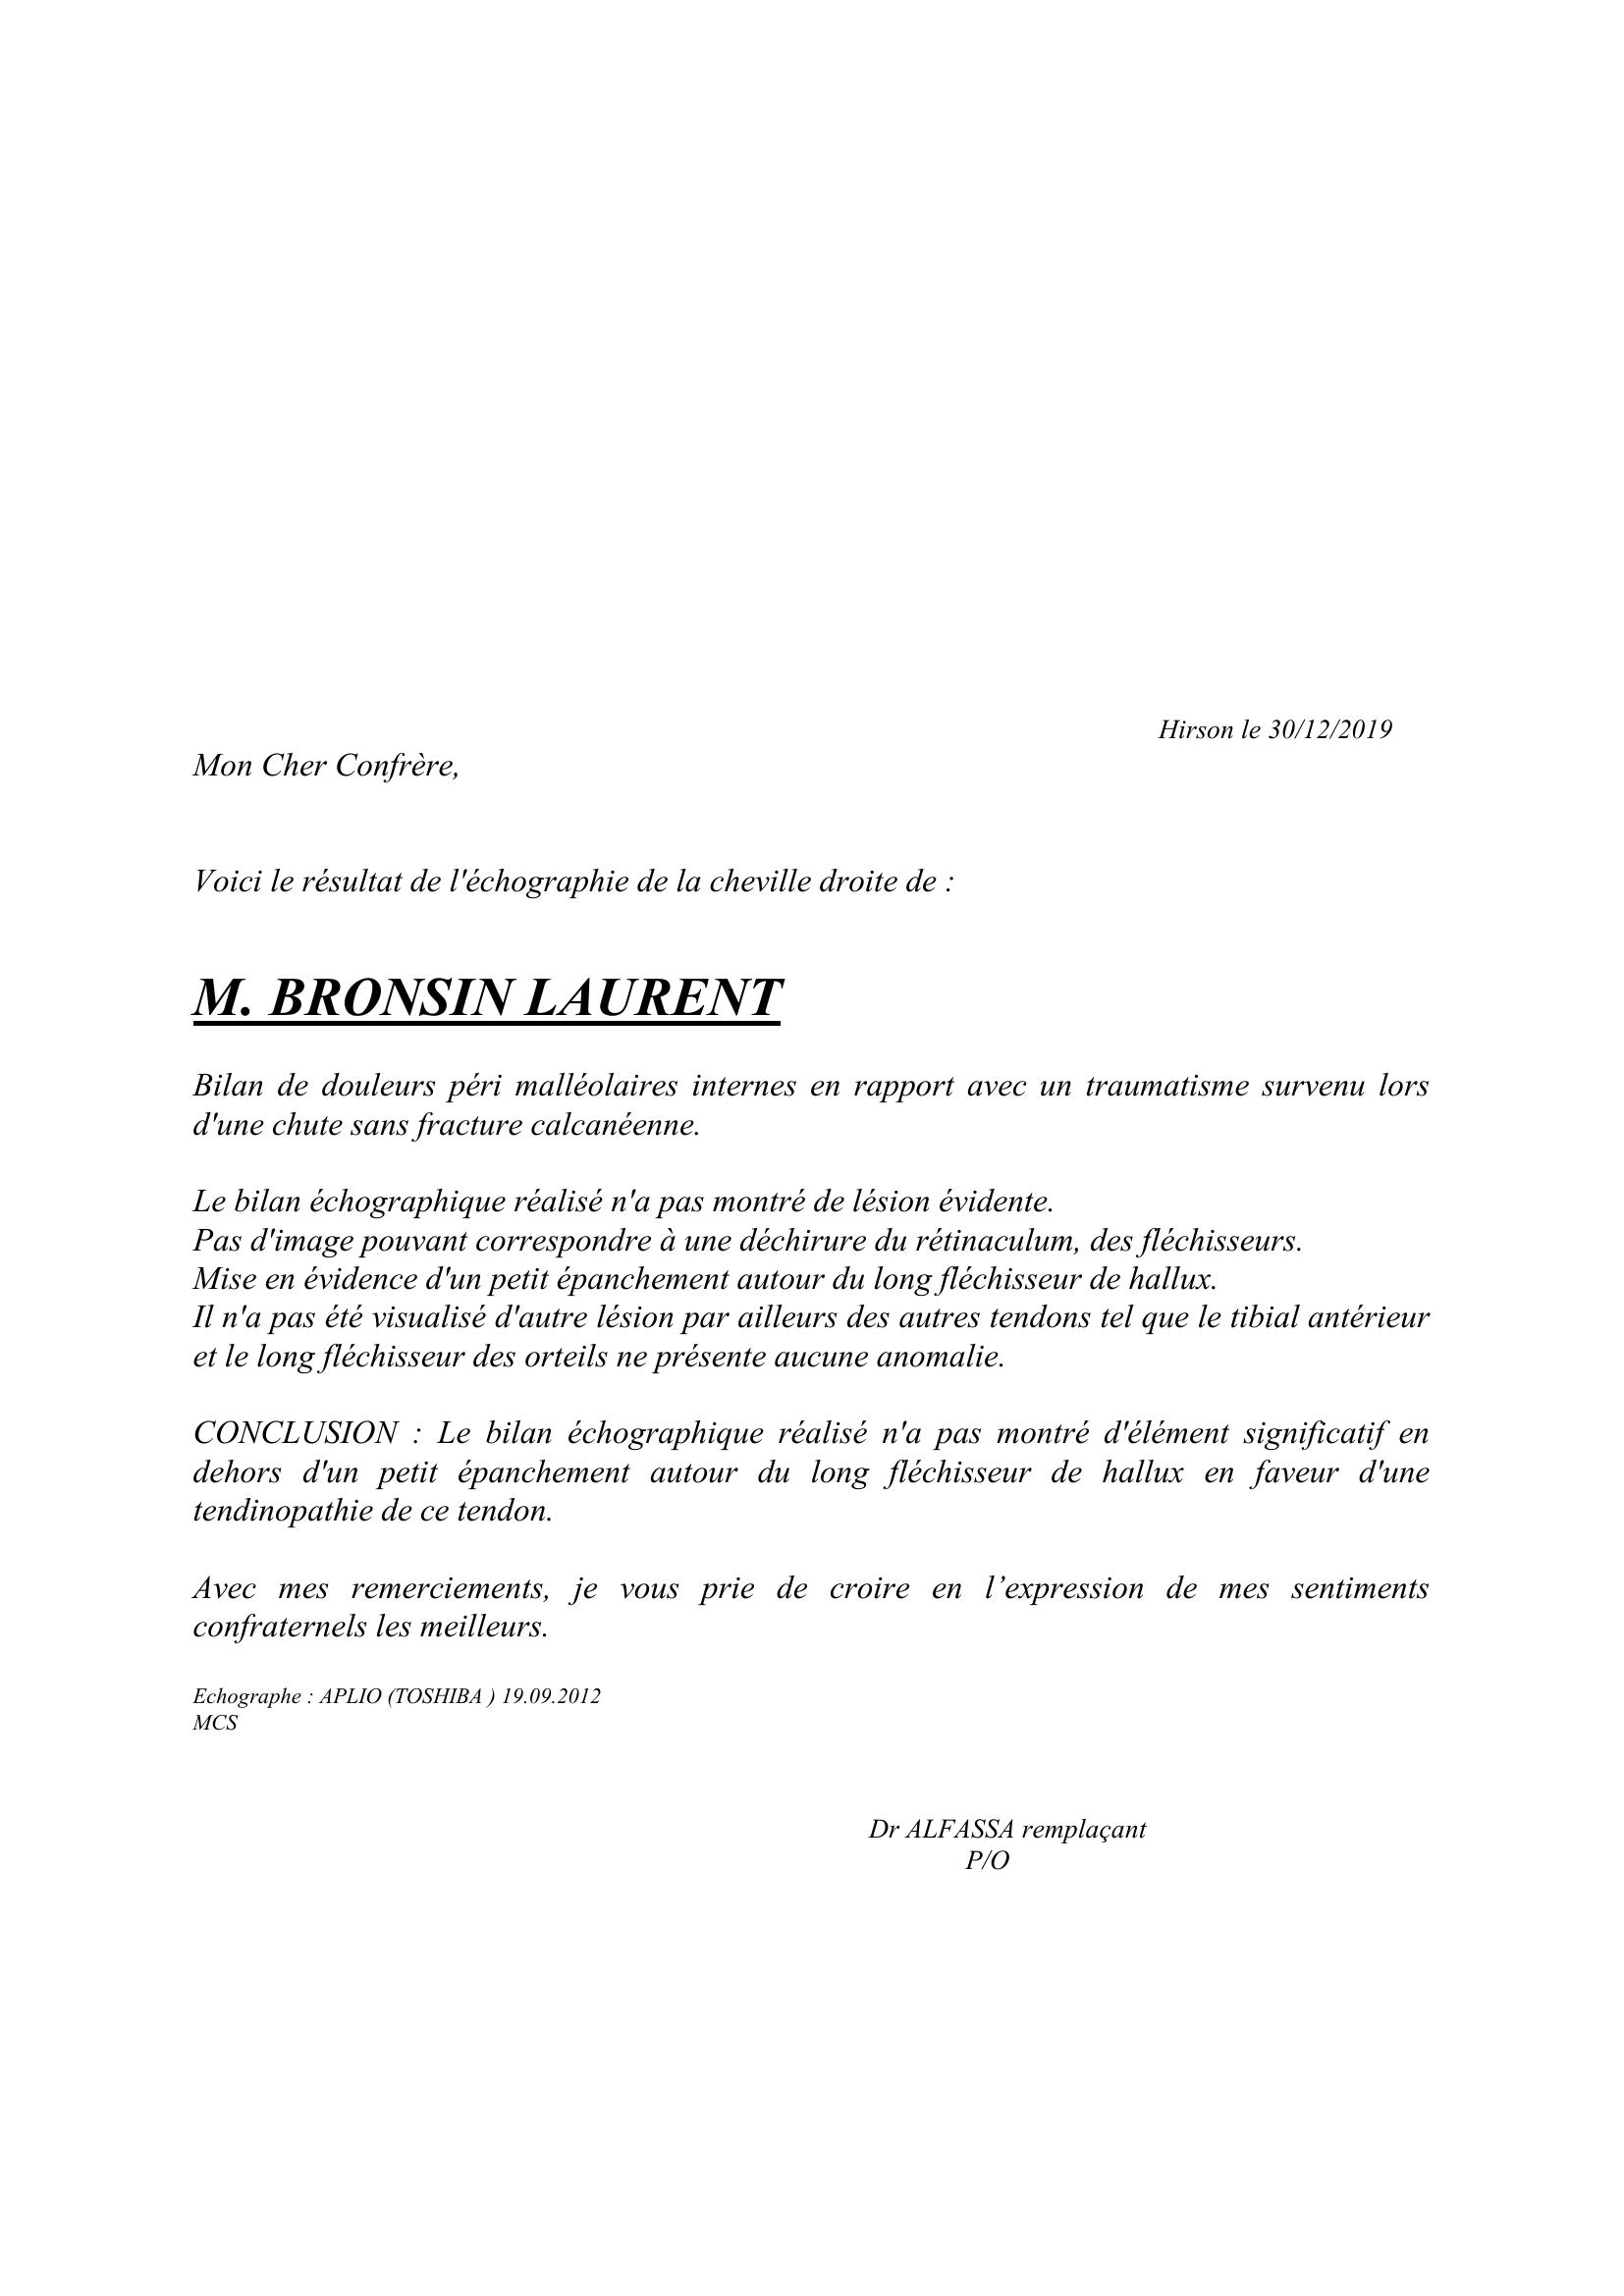 Hirson le 30/12/2019
Mon Cher Confrère,
Voici le résultat de l'échographie de la cheville droite de :
M. BRONSIN LAURENT
Bilan de douleurs péri malléolaires internes en rapport avec un traumatisme survenu lors
d'une chute sans fracture calcanéenne.
Le bilan échographique réalisé n'a pas montré de lésion évidente.
Pas d'image pouvant correspondre à une déchirure du rétinaculum, des fléchisseurs.
Mise en évidence d'un petit épanchement autour du long fléchisseur de hallux.
Il n'a pas été visualisé d'autre lésion par ailleurs des autres tendons tel que le tibial antérieur
et le long fléchisseur des orteils ne présente aucune anomalie.
CONCLUSION : Le bilan échographique réalisé n'a pas montré d'élément significatif en
dehors d'un petit épanchement autour du long fléchisseur de hallux en faveur d'une
tendinopathie de ce tendon.
Avec mes remerciements, je vous prie de croire en l’expression de mes sentiments
confraternels les meilleurs.
Echographe : APLIO (TOSHIBA ) 19.09.2012
MCS
Dr ALFASSA remplaçant
P/O